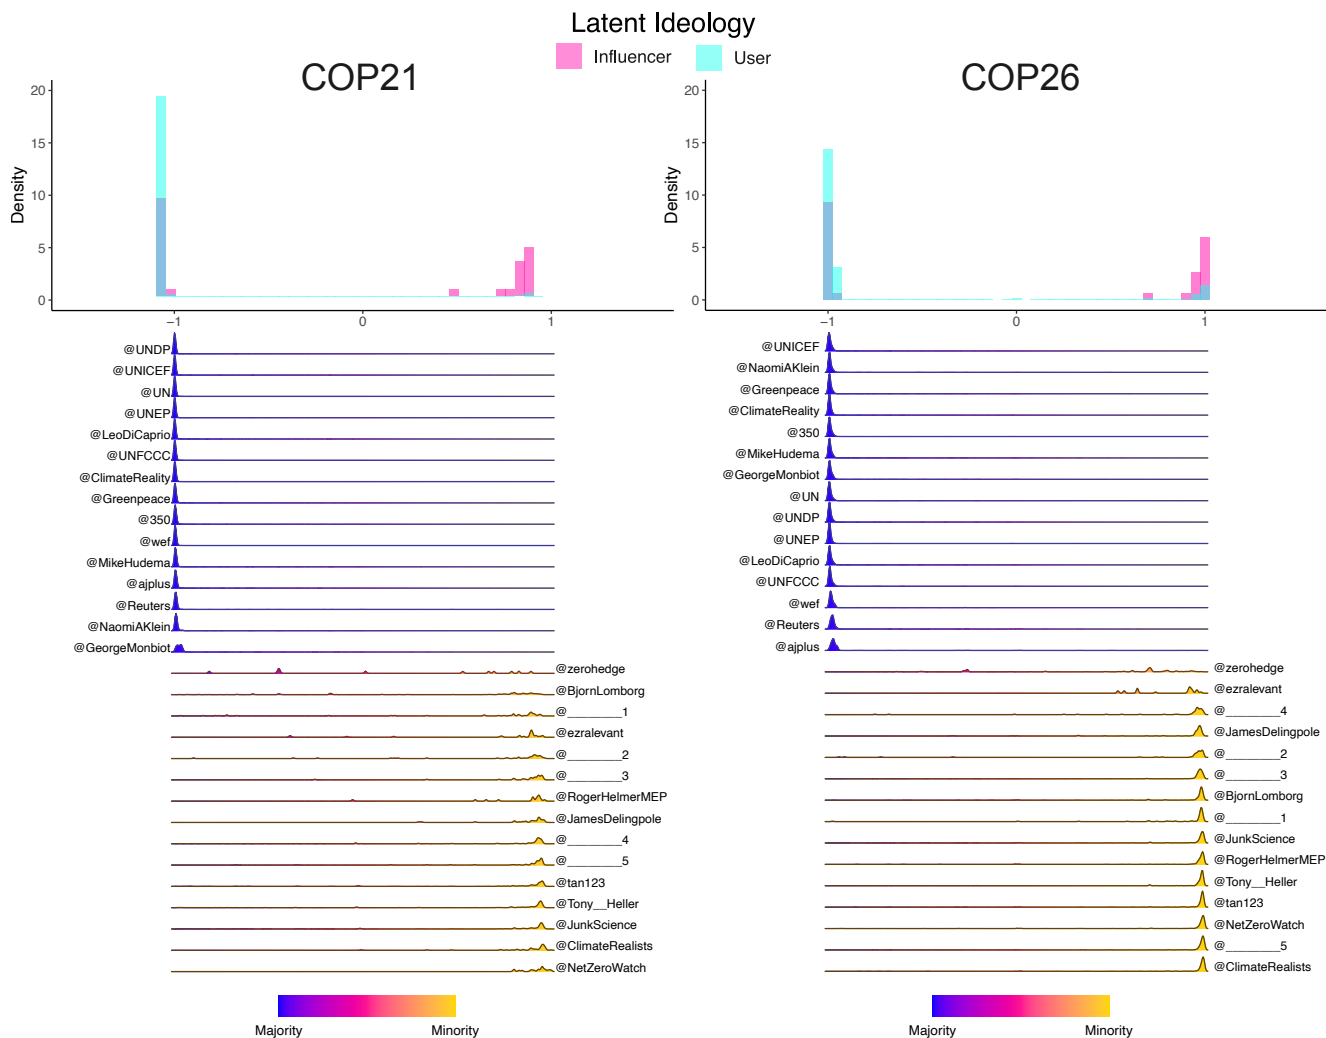 Latent Ideology
Influencer User
COP21
20
15
10
5
0
Density
−1 0 1
@UNDP
@UNICEF
@UN
@UNEP
@LeoDiCaprio
@UNFCCC
@ClimateReality
@Greenpeace
@350
@wef
@MikeHudema
@ajplus
@Reuters
@NaomiAKlein
@GeorgeMonbiot
@zerohedge
@BjornLomborg
@________1
@ezralevant
@________2
@________3
@RogerHelmerMEP
@JamesDelingpole
@________4
@________5
@tan123
@Tony__Heller
@JunkScience
@ClimateRealists
@NetZeroWatch
Majority Minority
COP26
20
15
10
5
0
Density
−1 0 1
@UNICEF
@NaomiAKlein
@Greenpeace
@ClimateReality
@350
@MikeHudema
@GeorgeMonbiot
@UN
@UNDP
@UNEP
@LeoDiCaprio
@UNFCCC
@wef
@Reuters
@ajplus
@zerohedge
@ezralevant
@________4
@JamesDelingpole
@________2
@________3
@BjornLomborg
@________1
@JunkScience
@RogerHelmerMEP
@Tony__Heller
@tan123
@NetZeroWatch
@________5
@ClimateRealists
Majority Minority